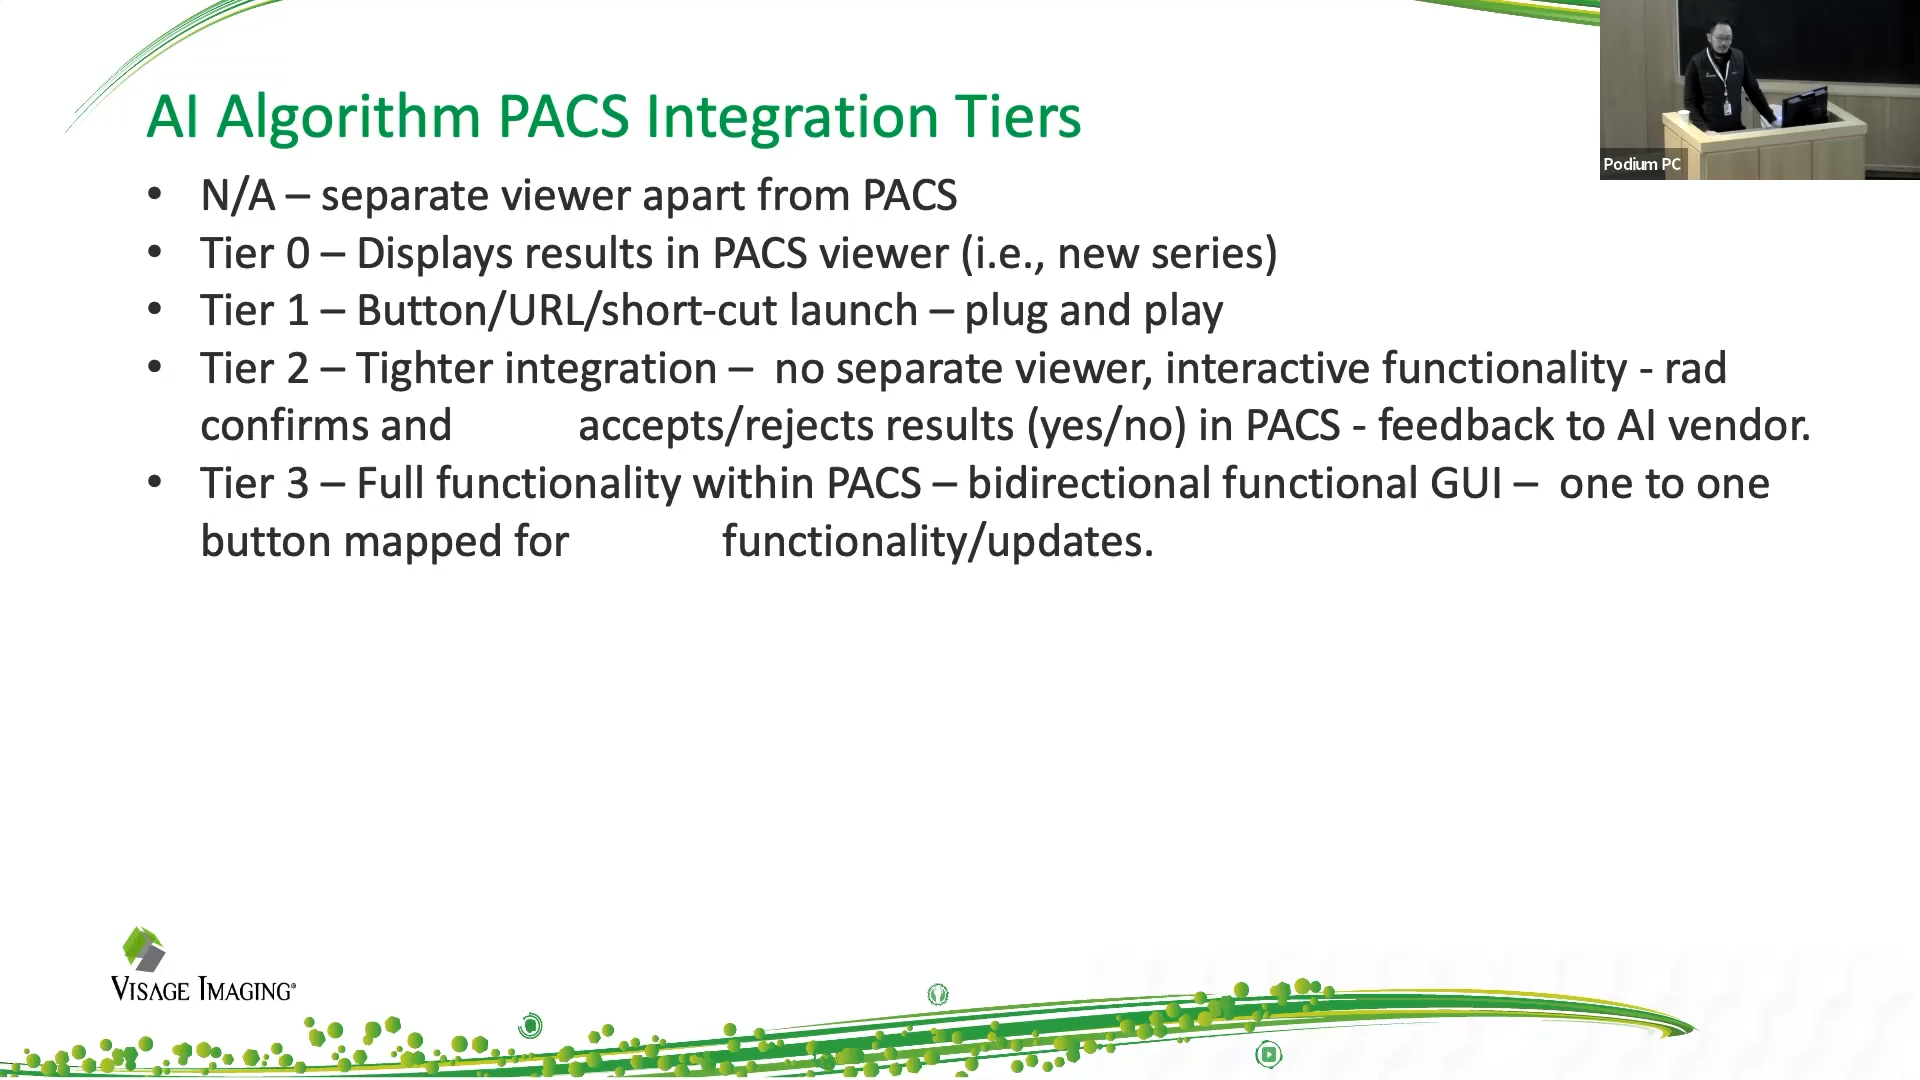 AI Algorithm PACS Integration Tiers
• N/A – separate viewer apart from PACS
• Tier 0 – Displays results in PACS viewer (i.e., new series)
• Tier 1 – Button/URL/short-cut launch – plug and play
• Tier 2 – Tighter integration – no separate viewer, interactive functionality - rad
confirms and accepts/rejects results (yes/no) in PACS - feedback to AI vendor.
• Tier 3 – Full functionality within PACS – bidirectional functional GUI – one to one
button mapped for functionality/updates.
Podium PC
VISAGE IMAGING®